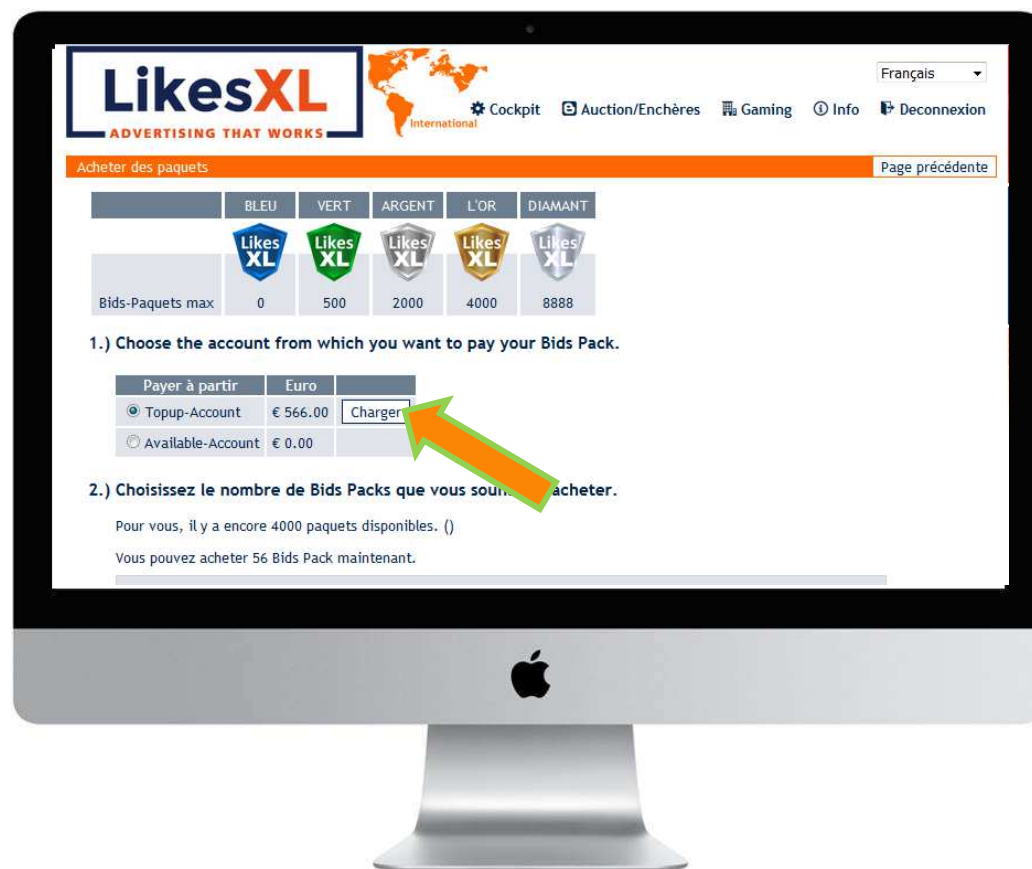 LikesXL
ADVERTISING THAT WORKS
International
Français
Cockpit Auction/Enchères Gaming Info Deconnexion
Acheter des paquets Page précédente
BLEU VERT ARGENT L'OR DIAMANT
Likes XL Likes XL Likes XL Likes XL Likes XL
Bids-Paquets max 0 500 2000 4000 8888
1.) Choose the account from which you want to pay your Bids Pack.
Payer à partir Euro
Topup-Account € 566.00 Charger
Available-Account € 0.00
2.) Choisissez le nombre de Bids Packs que vous acheter.
Pour vous, il y a encore 4000 paquets disponibles. ()
Vous pouvez acheter 56 Bids Pack maintenant.